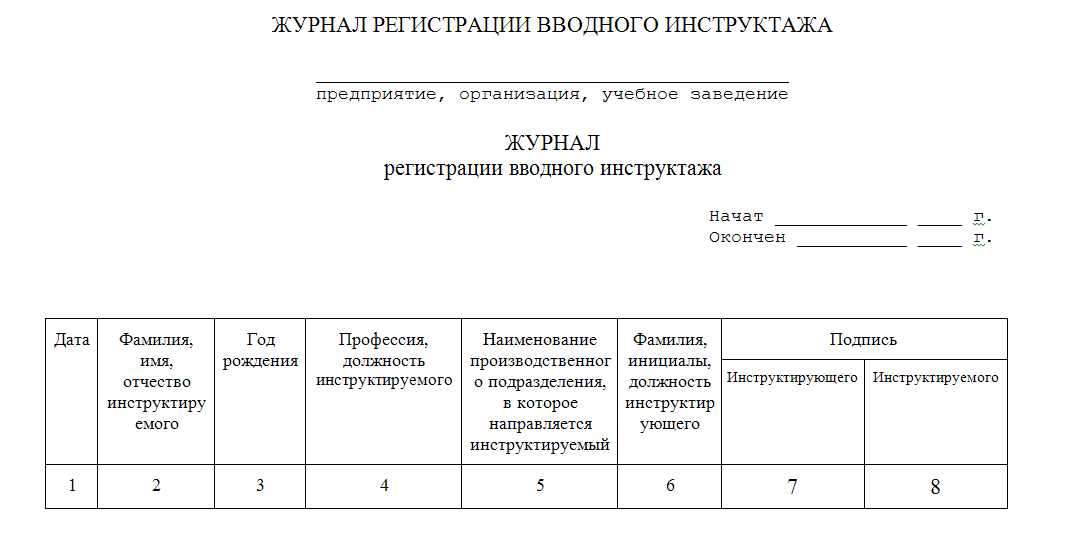 ЖУРНАЛ РЕГИСТРАЦИИ ВВОДНОГО ИНСТРУКТАЖА
предприятие, организация, учебное заведение
ЖУРНАЛ
регистрации вводного инструктажа
Начат ____________ ____ г.
Окончен __________ ____ г.
Дата
Фамилия,
имя,
отчество
инструктиру
емого
Год
рождения
Профессия,
должность
инструктируемого
Наименование
производственног
о подразделения,
в которое
направляется
инструктируемый
Фамилия,
инициалы,
должность
инструктир
ующего
Подпись
Инструктирующего
Инструктируемого
1 2 3 4 5 6 7 8